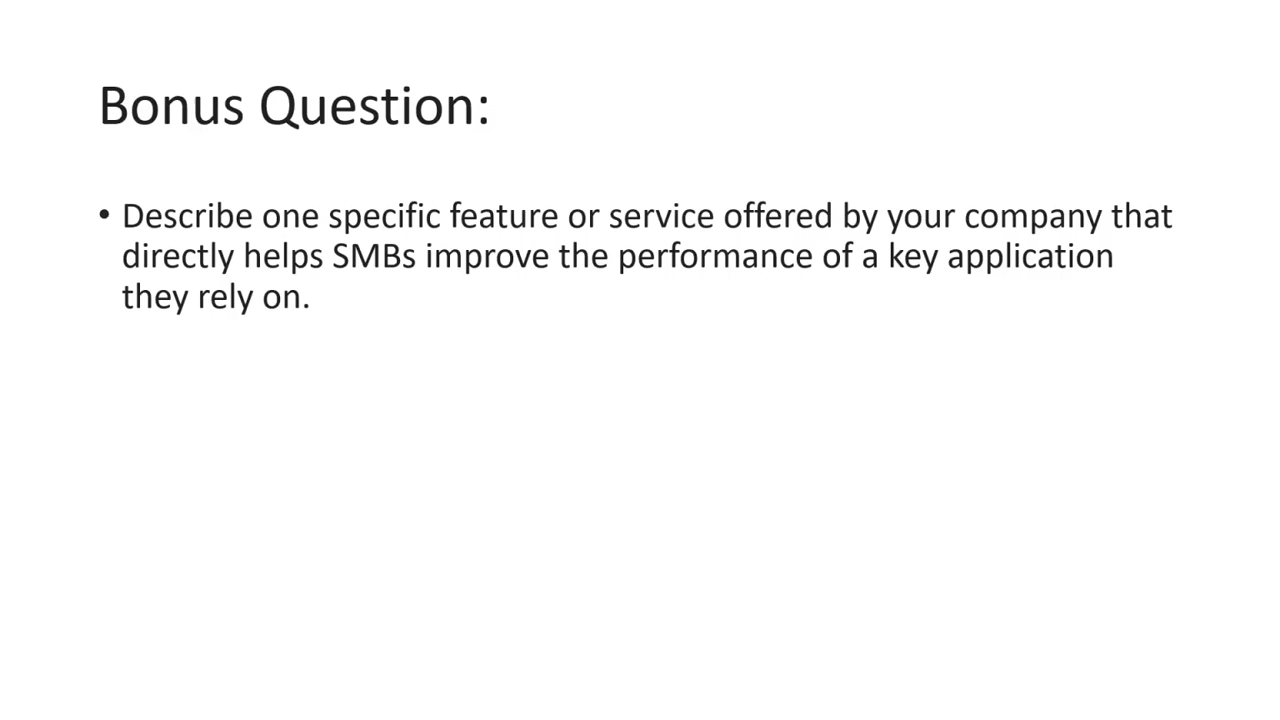 Bonus Question:
• Describe one specific feature or service offered by your company that
directly helps SMBs improve the performance of a key application
they rely on.